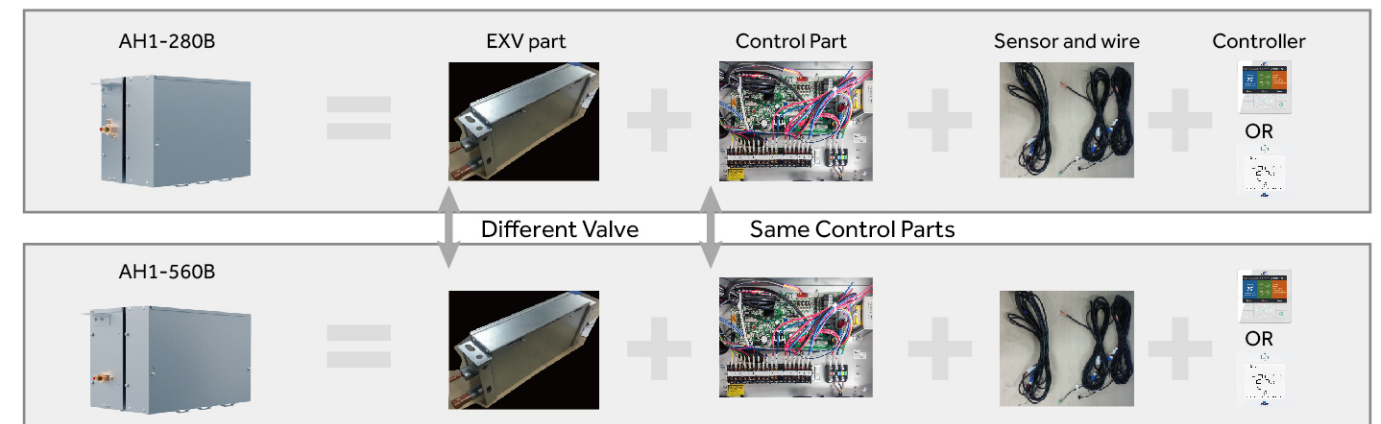 AH1-280B
EXV part
Control Part
Sensor and wire
Controller
OR
Different Valve
Same Control Parts
AH1-560B
OR